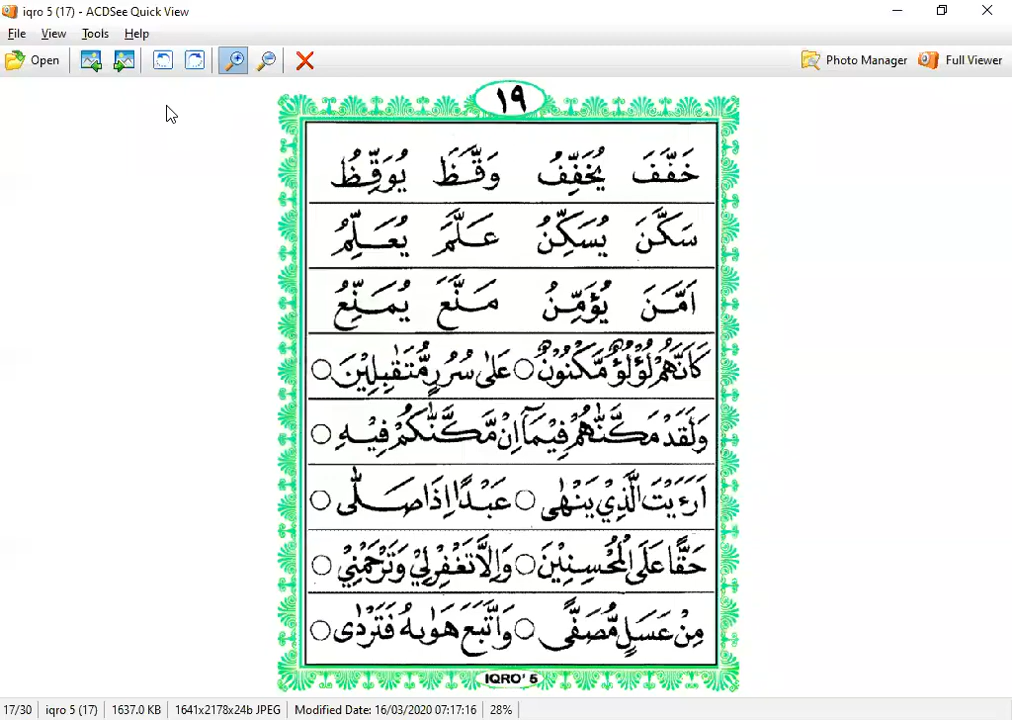 iqro 5 (17) - ACDSee Quick View
File View Tools Help
Open Photo Manager Full Viewer
١٩
خَفَّفَ يُخَفِّفُ وَقَّظَ يُوَقِّظُ
سَكَّنَ يُسَكِّنُ عَلَّمَ يُعَلِّمُ
اَمَّنَ يُؤَمِّنُ مَنَّعَ يُمَنِّعُ
كَاَنَّهُمْ لُؤْلُؤٌ مَّكْنُوْنٌ ○ عَلٰى سُرُرٍ مُّتَقٰبِلِيْنَ ○
وَلَقَدْ مَكَّنّٰهُمْ فِيْمَآ اِنْ مَّكَّنّٰكُمْ فِيْهِ ○
اَرَءَيْتَ الَّذِيْ يَنْهٰى ○ عَبْدًا اِذَا صَلّٰى ○
حَقًّا عَلَى الْمُحْسِنِيْنَ ○ وَاِلَّا تَغْفِرْلِيْ وَتَرْحَمْنِيْ ○
مِنْ عَسَلٍ مُّصَفًّى ○ وَاتَّبَعَ هَوٰىهُ فَتَرْدٰى ○
IQRO' 5
17/30 iqro 5 (17) 1637.0 KB 1641x2178x24b JPEG Modified Date: 16/03/2020 07:17:16 28%